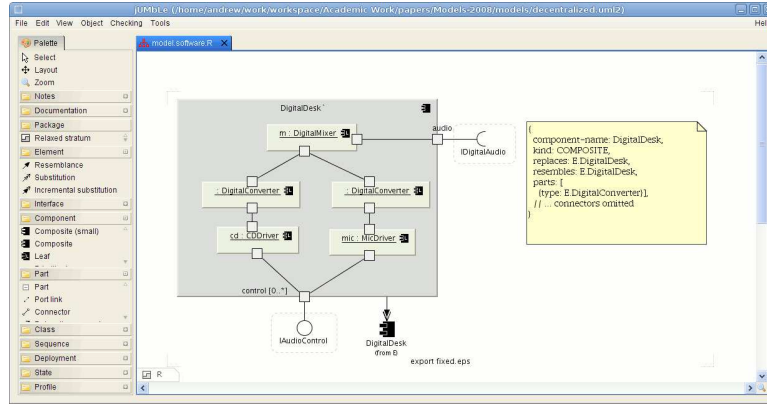 jUMbLe (/home/andrew/work/workspace/Academic Work/papers/Models-2008/models/decentralized.uml2)
File Edit View Object Checking Tools Hel
Palette
model.software.R X
Select
Layout
Zoom
Notes
Documentation
Package
Relaxed stratum
Element
Resemblance
Substitution
Incremental substitution
Interface
Component
Composite (small)
Composite
Leaf
Part
Part
Port link
Connector
Class
Sequence
Deployment
State
Profile
DigitalDesk`
m : DigitalMixer
audio
IDigitalAudio
: DigitalConverter
: DigitalConverter
cd : CDDriver
mic : MicDriver
control [0..*]
IAudioControl
DigitalDesk
(from E)
export fixed.eps
{
component-name: DigitalDesk,
kind: COMPOSITE,
replaces: E.DigitalDesk,
resembles: E.DigitalDesk,
parts: [
{type: E.DigitalConverter}],
// ... connectors omitted
}
R